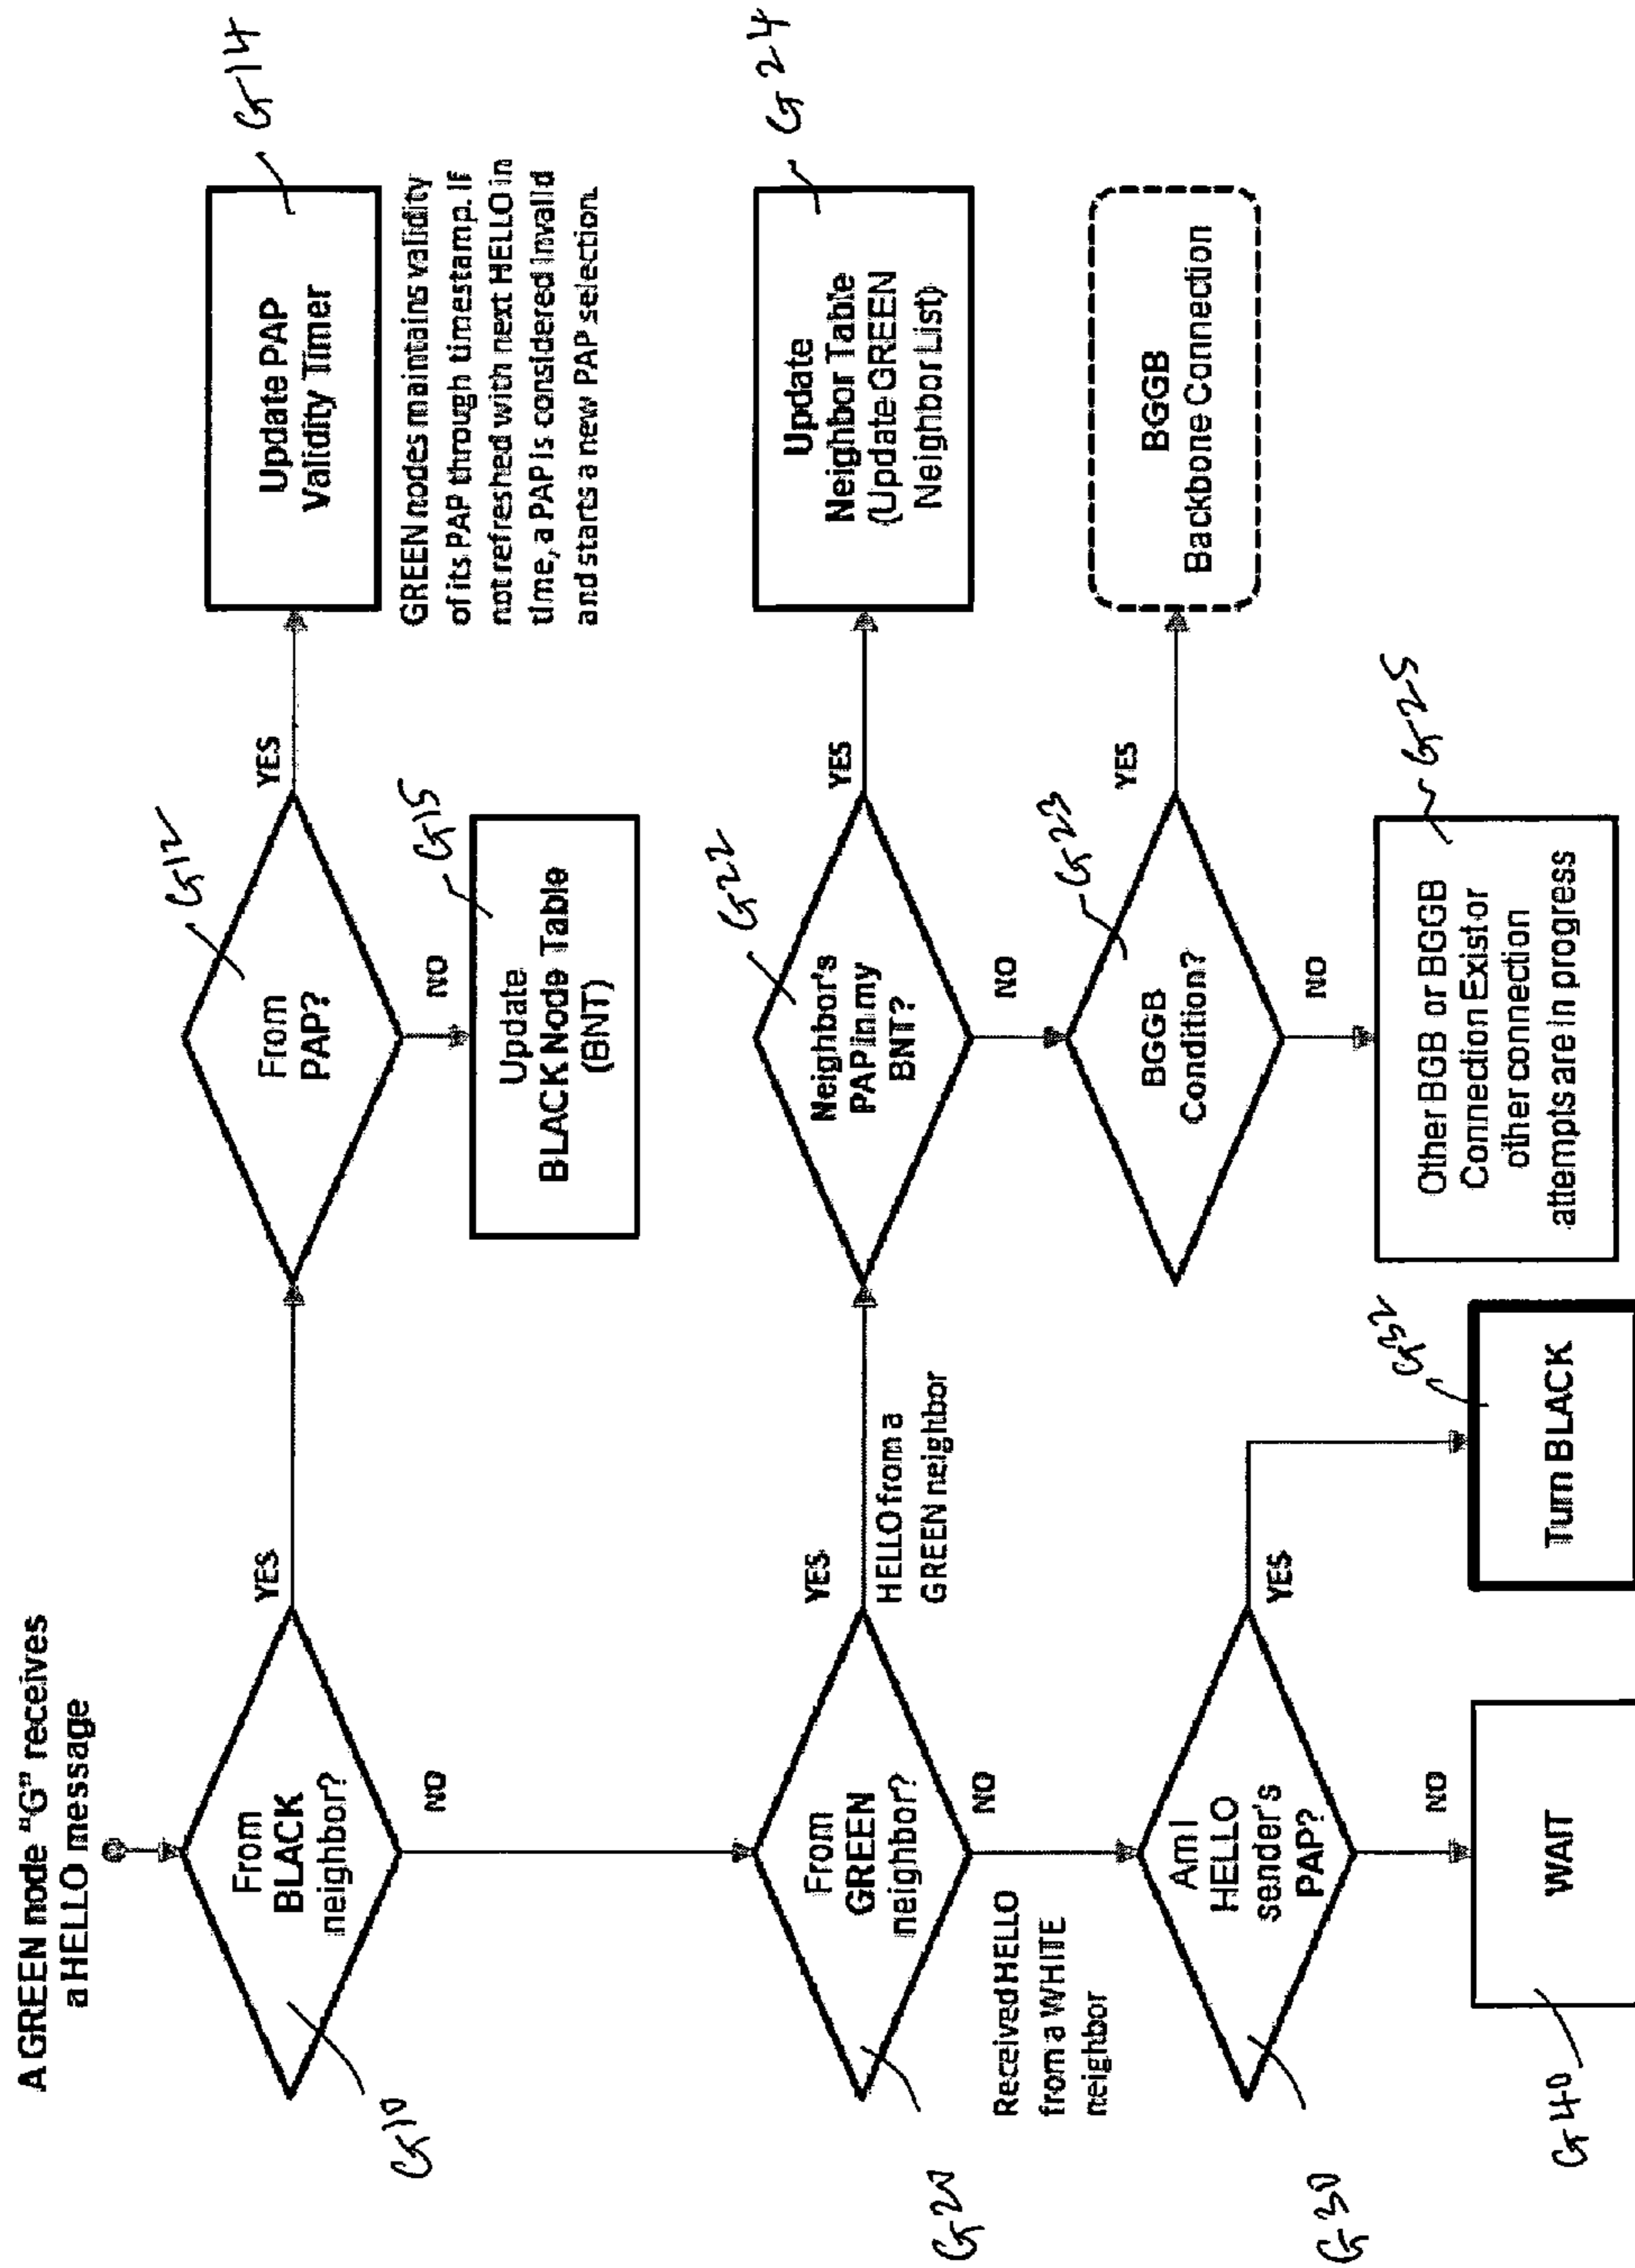 A GREEN node "G" receives
a HELLO message
From
BLACK
neighbor?
G10
YES
NO
From
PAP?
G12
YES
NO
Update PAP
Validity Timer
G14
GREEN nodes maintains validity
of its PAP through timestamp. If
not refreshed with next HELLO in
time, a PAP is considered invalid
and starts a new PAP selection.
Update
BLACK Node Table
(BNT)
G15
From
GREEN
neighbor?
G20
YES
HELLO from a
GREEN neighbor
NO
Received HELLO
from a WHITE
neighbor
Neighbor's
PAP in my
BNT?
G22
YES
NO
Update
Neighbor Table
(Update GREEN
Neighbor List)
G24
BGGB
Condition?
G23
YES
NO
BGGB
Backbone Connection
Other BGB or BGGB
Connection Exist or
other connection
attempts are in progress
G25
Am I
HELLO
sender's
PAP?
G30
YES
NO
Turn BLACK
G32
WAIT
G40